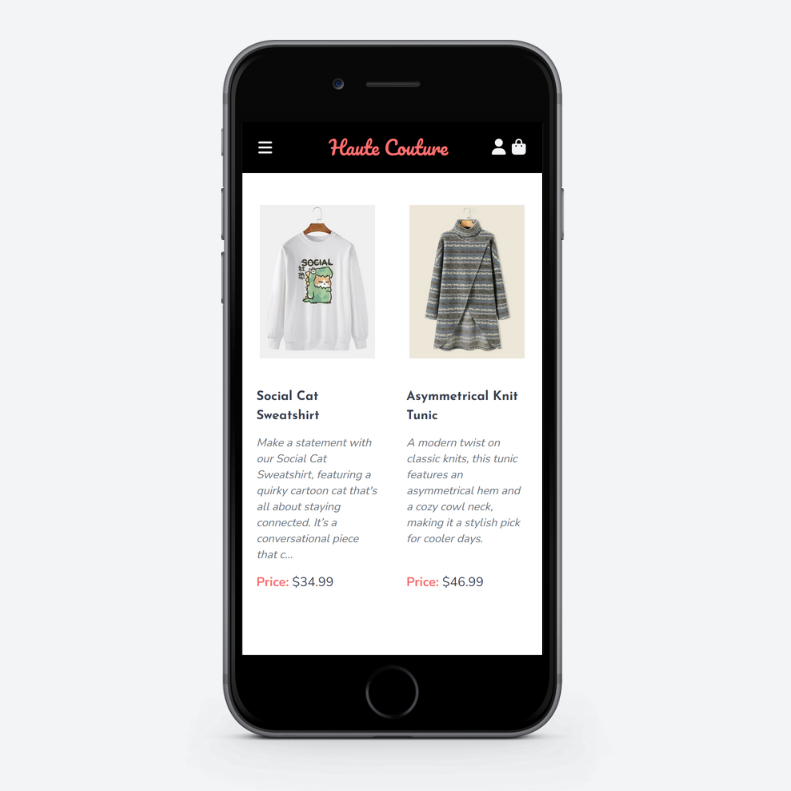 Haute Couture
SOCIAL
Social Cat
Sweatshirt
Make a statement with
our Social Cat
Sweatshirt, featuring a
quirky cartoon cat that's
all about staying
connected. It's a
conversational piece
that c...
Price: $34.99
Asymmetrical Knit
Tunic
A modern twist on
classic knits, this tunic
features an
asymmetrical hem and
a cozy cowl neck,
making it a stylish pick
for cooler days.
Price: $46.99